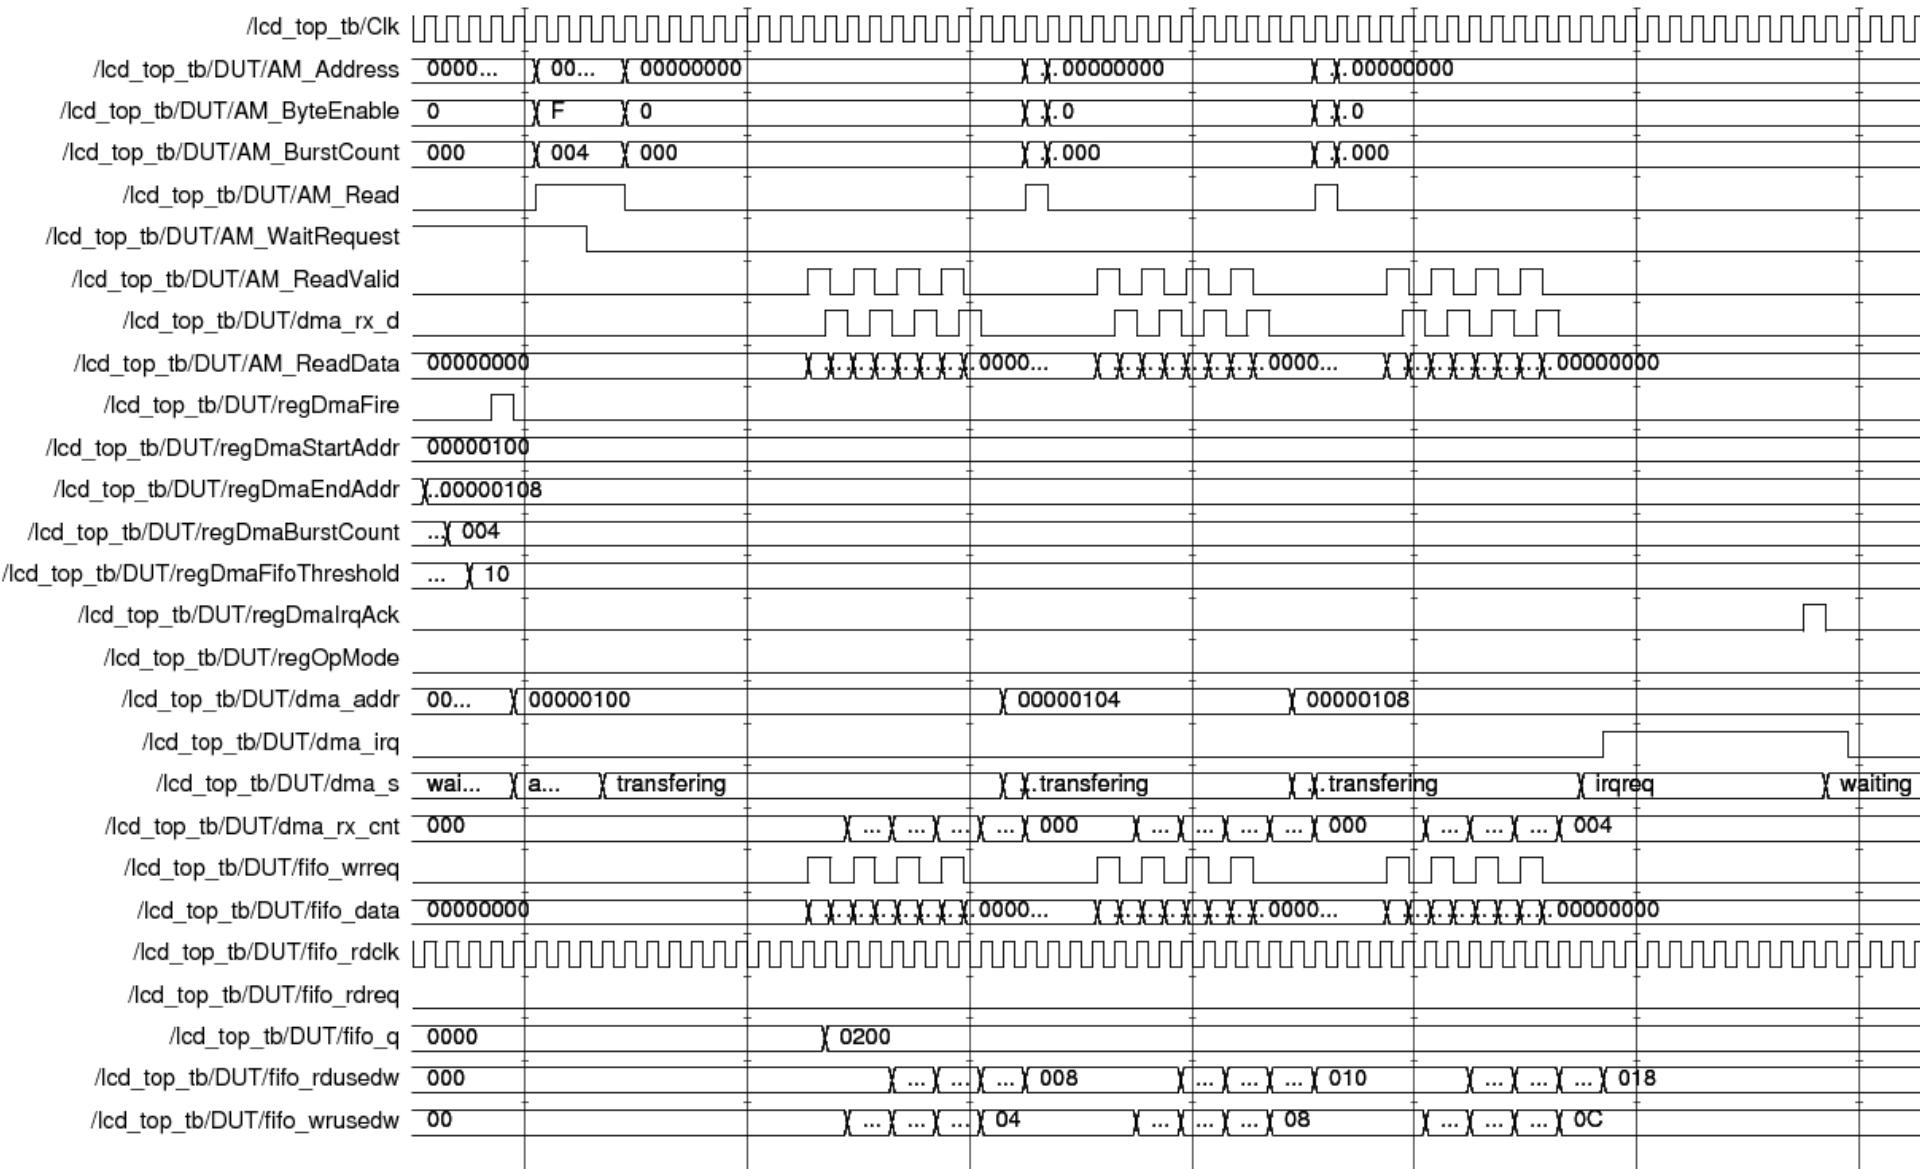 /lcd_top_tb/Clk
/lcd_top_tb/DUT/AM_Address 0000... 00... 00000000 .. 00000000 .. 00000000
/lcd_top_tb/DUT/AM_ByteEnable 0 F 0 .. 0 .. 0
/lcd_top_tb/DUT/AM_BurstCount 000 004 000 .. 000 .. 000
/lcd_top_tb/DUT/AM_Read
/lcd_top_tb/DUT/AM_WaitRequest
/lcd_top_tb/DUT/AM_ReadValid
/lcd_top_tb/DUT/dma_rx_d
/lcd_top_tb/DUT/AM_ReadData 00000000 0000... 0000... 00000000
/lcd_top_tb/DUT/regDmaFire
/lcd_top_tb/DUT/regDmaStartAddr 00000100
/lcd_top_tb/DUT/regDmaEndAddr ..00000108
/lcd_top_tb/DUT/regDmaBurstCount ... 004
/lcd_top_tb/DUT/regDmaFifoThreshold ... 10
/lcd_top_tb/DUT/regDmaIrqAck
/lcd_top_tb/DUT/regOpMode
/lcd_top_tb/DUT/dma_addr 00... 00000100 00000104 00000108
/lcd_top_tb/DUT/dma_irq
/lcd_top_tb/DUT/dma_s wai... a... transfering .. transfering .. transfering irqreq waiting
/lcd_top_tb/DUT/dma_rx_cnt 000 ... ... ... ... 000 ... ... ... ... 000 ... ... ... 004
/lcd_top_tb/DUT/fifo_wrreq
/lcd_top_tb/DUT/fifo_data 00000000 0000... 0000... 00000000
/lcd_top_tb/DUT/fifo_rdclk
/lcd_top_tb/DUT/fifo_rdreq
/lcd_top_tb/DUT/fifo_q 0000 0200
/lcd_top_tb/DUT/fifo_rdusedw 000 ... ... ... 008 ... ... ... 010 ... ... ... 018
/lcd_top_tb/DUT/fifo_wrusedw 00 ... ... ... 04 ... ... ... 08 ... ... ... 0C